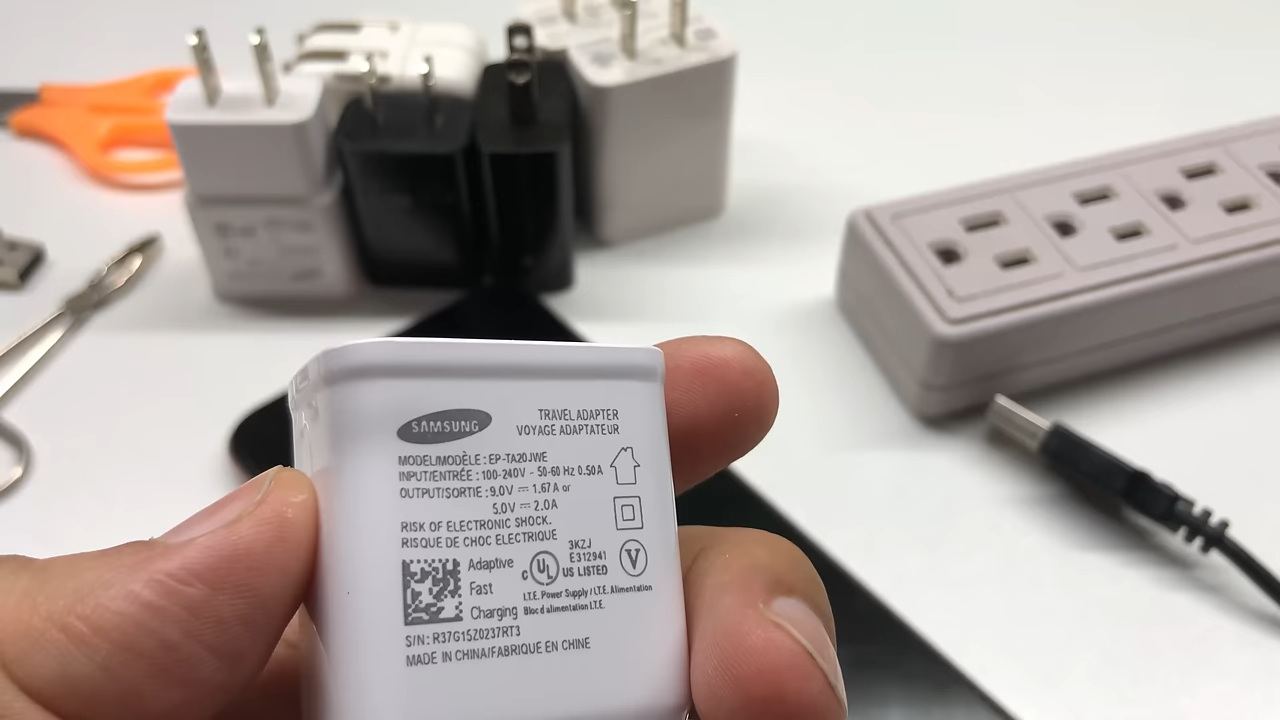 SAMSUNG
TRAVEL ADAPTER
VOYAGE ADAPTATEUR
MODEL/MODÈLE : EP-TA20JWE
INPUT/ENTRÉE : 100-240V ~ 50-60 Hz 0.50A
OUTPUT/SORTIE : 9.0V ⎓ 1.67A or
5.0V ⎓ 2.0A
RISK OF ELECTRONIC SHOCK.
RISQUE DE CHOC ELECTRIQUE
Adaptive
Fast
Charging
C UL US LISTED
3KZJ
E312941
V
I.T.E. Power Supply / I.T.E. Alimentation
Bloc d alimentation I.T.E.
S/N: R37G15Z0237RT3
MADE IN CHINA/FABRIQUE EN CHINE